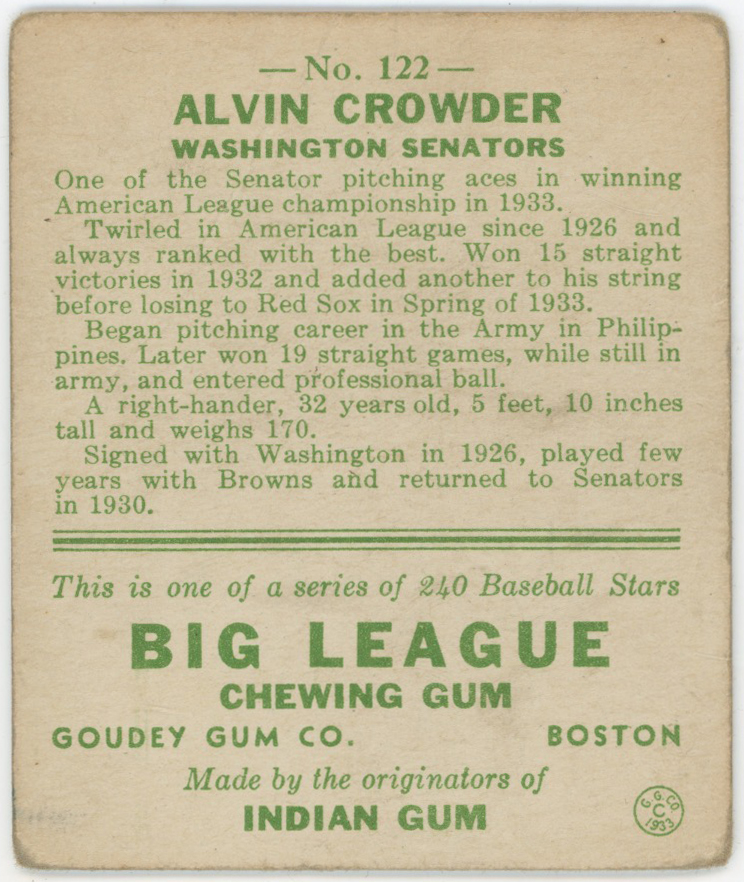 — No. 122 —
ALVIN CROWDER
WASHINGTON SENATORS
One of the Senator pitching aces in winning
American League championship in 1933.
Twirled in American League since 1926 and
always ranked with the best. Won 15 straight
victories in 1932 and added another to his string
before losing to Red Sox in Spring of 1933.
Began pitching career in the Army in Philip-
pines. Later won 19 straight games, while still in
army, and entered professional ball.
A right-hander, 32 years old, 5 feet, 10 inches
tall and weighs 170.
Signed with Washington in 1926, played few
years with Browns and returned to Senators
in 1930.
This is one of a series of 240 Baseball Stars
BIG LEAGUE
CHEWING GUM
GOUDEY GUM CO. BOSTON
Made by the originators of
INDIAN GUM
G. G. CO
C.
1933